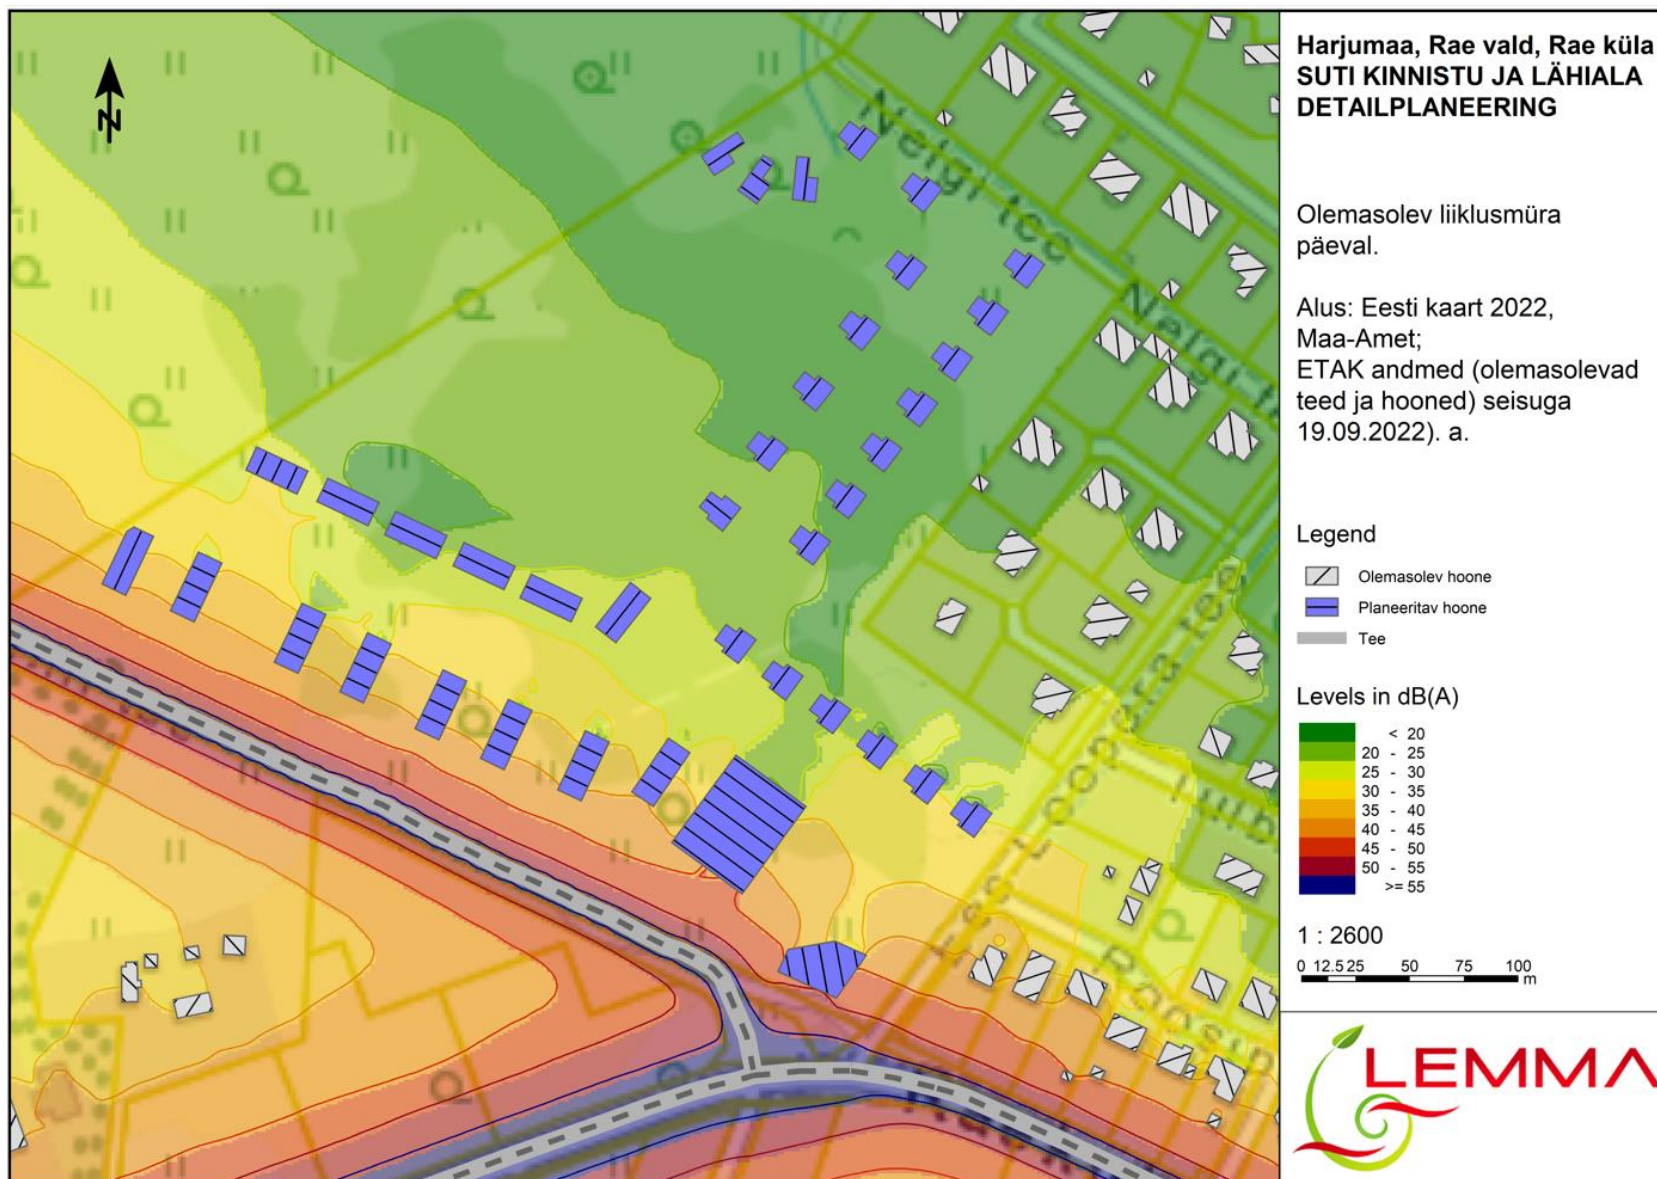 Harjumaa, Rae vald, Rae küla
SUTI KINNISTU JA LÄHIALA
DETAILPLANEERING
Olemasolev liiklusmüra
päeval.
Alus: Eesti kaart 2022,
Maa-Amet;
ETAK andmed (olemasolevad
teed ja hooned) seisuga
19.09.2022). a.
Legend
Olemasolev hoone
Planeeritav hoone
Tee
Levels in dB(A)
< 20
20 - 25
25 - 30
30 - 35
35 - 40
40 - 45
45 - 50
50 - 55
>= 55
1 : 2600
0 12.5 25 50 75 100
m
LEMMA
N
Nelgi tee